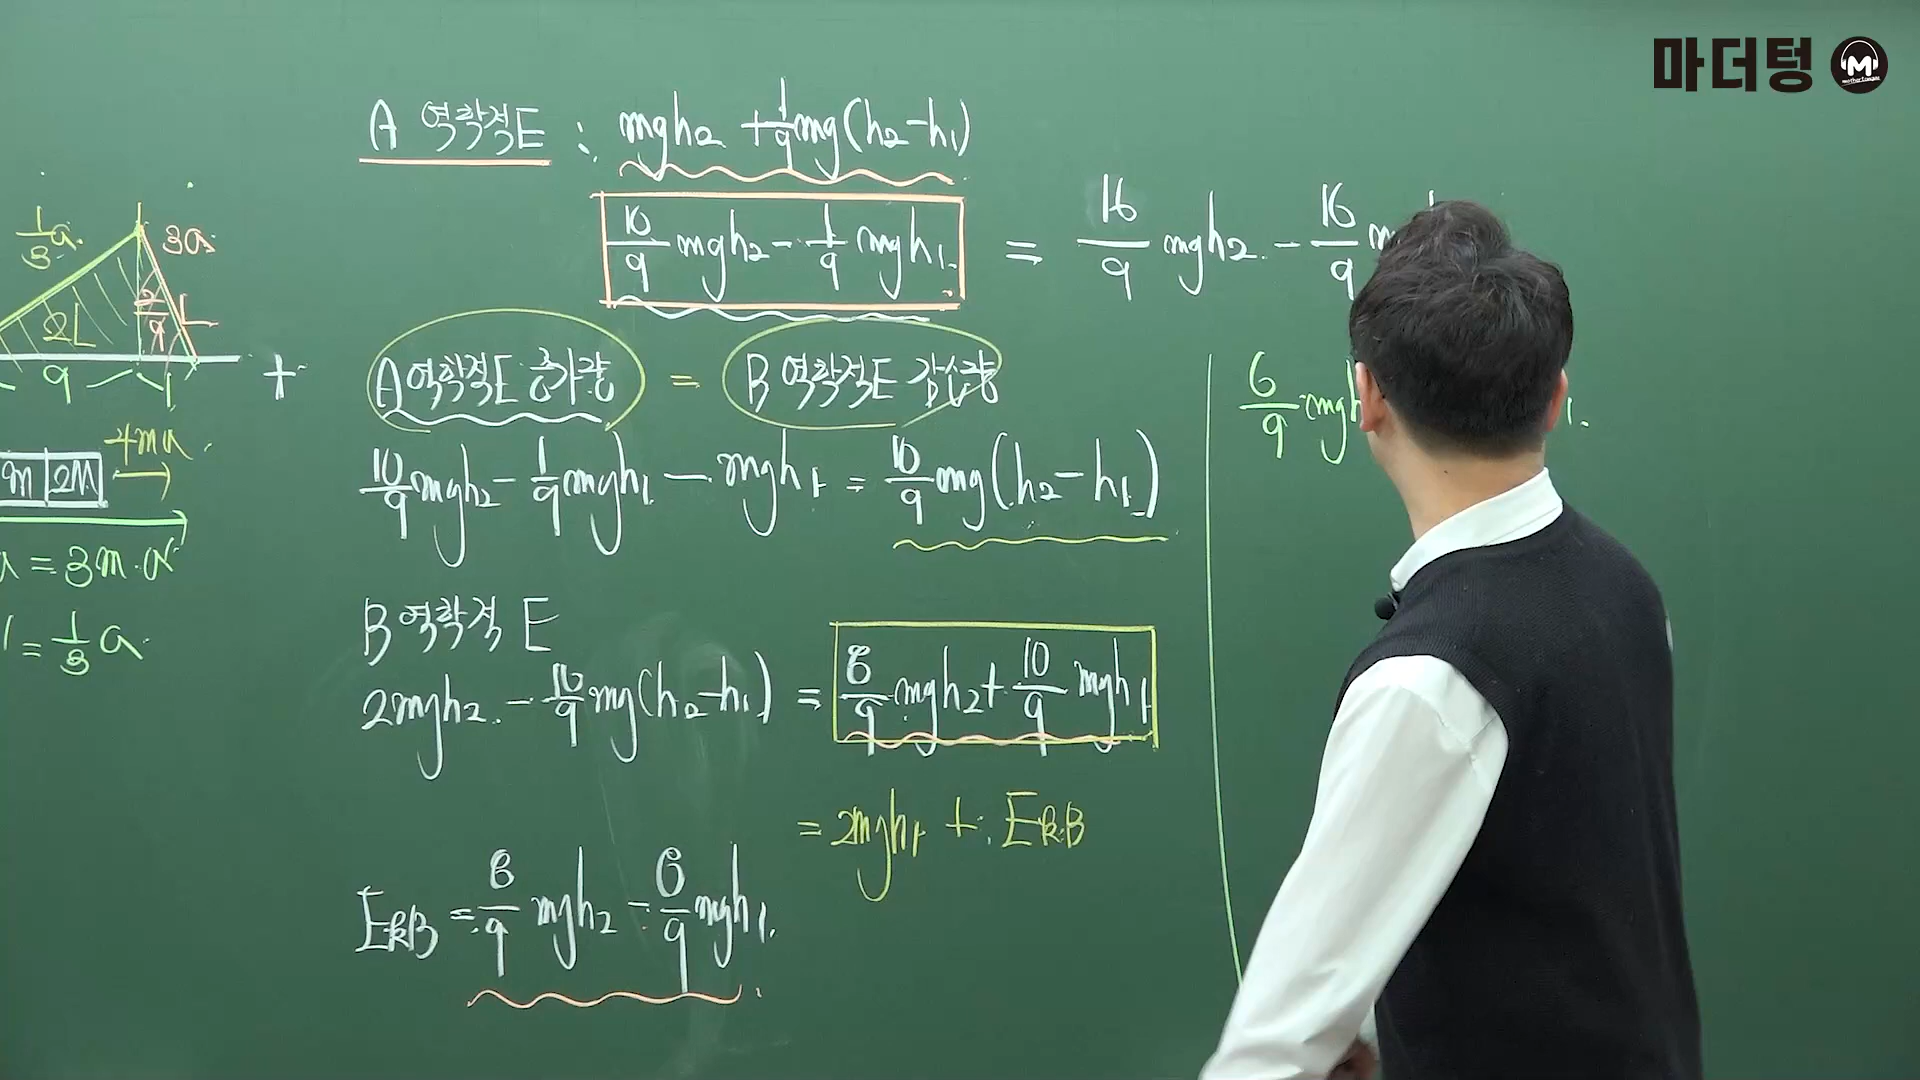 마더텅 M
A 역학적E : mgh₂ + 1/9 mg(h₂-h₁)
10/9 mgh₂ - 1/9 mgh₁ = 16/9 mgh₂ - 16/9
A 역학적E 증가량 = B 역학적E 감소량
10/9 mgh₂ - 1/9 mgh₁ - mgh₁ = 10/9 mg(h₂-h₁)
B 역학적 E
2mgh₂ - 10/9 mg(h₂-h₁) = 8/9 mgh₂ + 10/9 mgh₁
= 2mgh₁ + EkB
EkB = 8/9 mgh₂ - 8/9 mgh₁
6/9 mgh
1/3 a
3a
2L
2/9 L
9
1
+
m 2M
4ma
= 3m·a
= 1/3 a